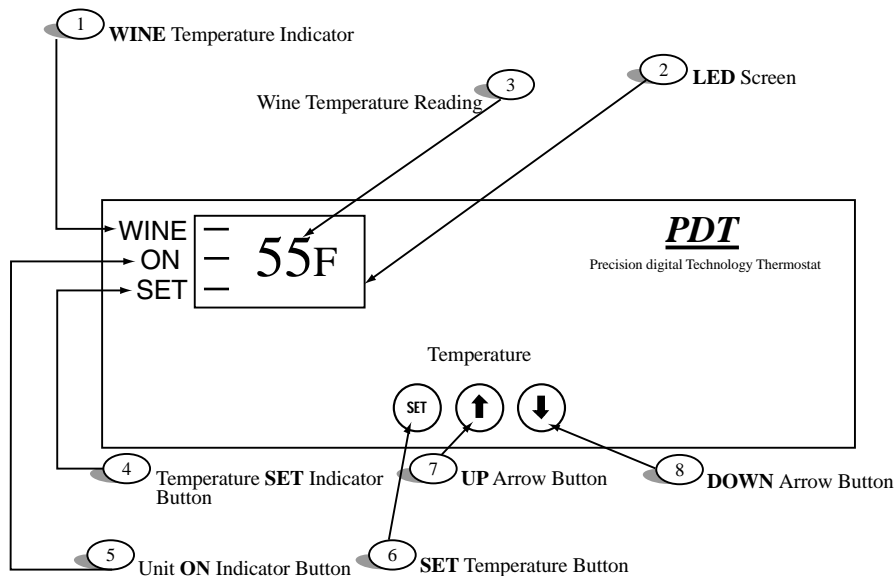 1
WINE Temperature Indicator
2
LED Screen
3
Wine Temperature Reading
WINE
55F
ON
SET
PDT
Precision digital Technology Thermostat
Temperature
SET
4
Temperature SET Indicator
Button
7
UP Arrow Button
8
DOWN Arrow Button
5
Unit ON Indicator Button
6
SET Temperature Button